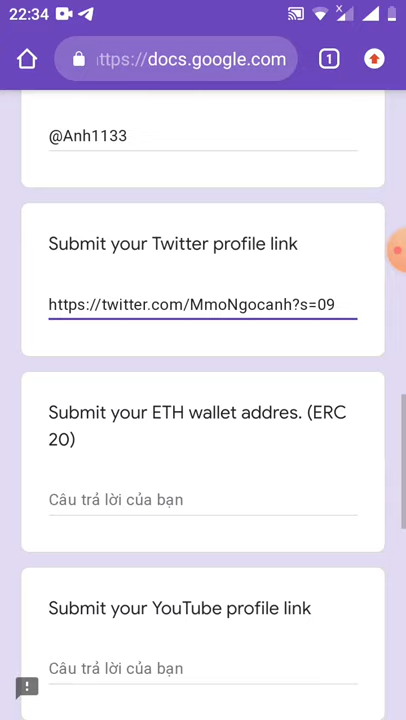 22:34
ttps://docs.google.com
1
@Anh1133
Submit your Twitter profile link
https://twitter.com/MmoNgocanh?s=09
Submit your ETH wallet addres. (ERC
20)
Câu trả lời của bạn
Submit your YouTube profile link
Câu trả lời của bạn